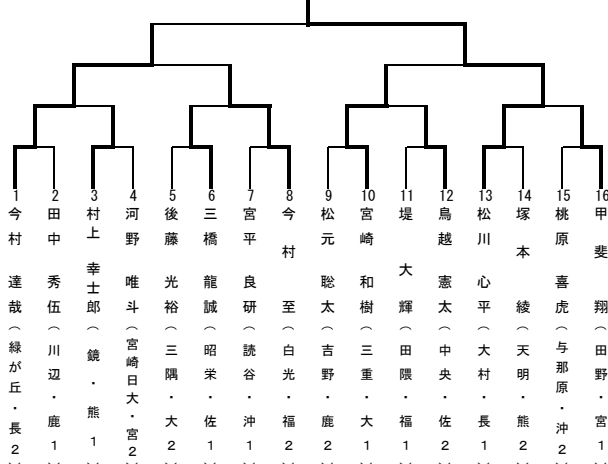 1 今村 達哉（緑が丘・長2
2 田中 秀伍（川辺・鹿1
3 村上 幸士郎（鏡・熊1
4 河野 唯斗（宮崎日大・宮2
5 後藤 光裕（三隅・大2
6 三橋 龍誠（昭栄・佐1
7 宮平 良研（読谷・沖1
8 今村 至（白光・福2
9 松元 聡太（吉野・鹿2
10 宮崎 和樹（三重・大1
11 堤 大輝（田隈・福1
12 鳥越 憲太（中央・佐2
13 松川 心平（大村・長1
14 塚本 綾（天明・熊2
15 桃原 喜虎（与那原・沖2
16 甲斐 翔（田野・宮1